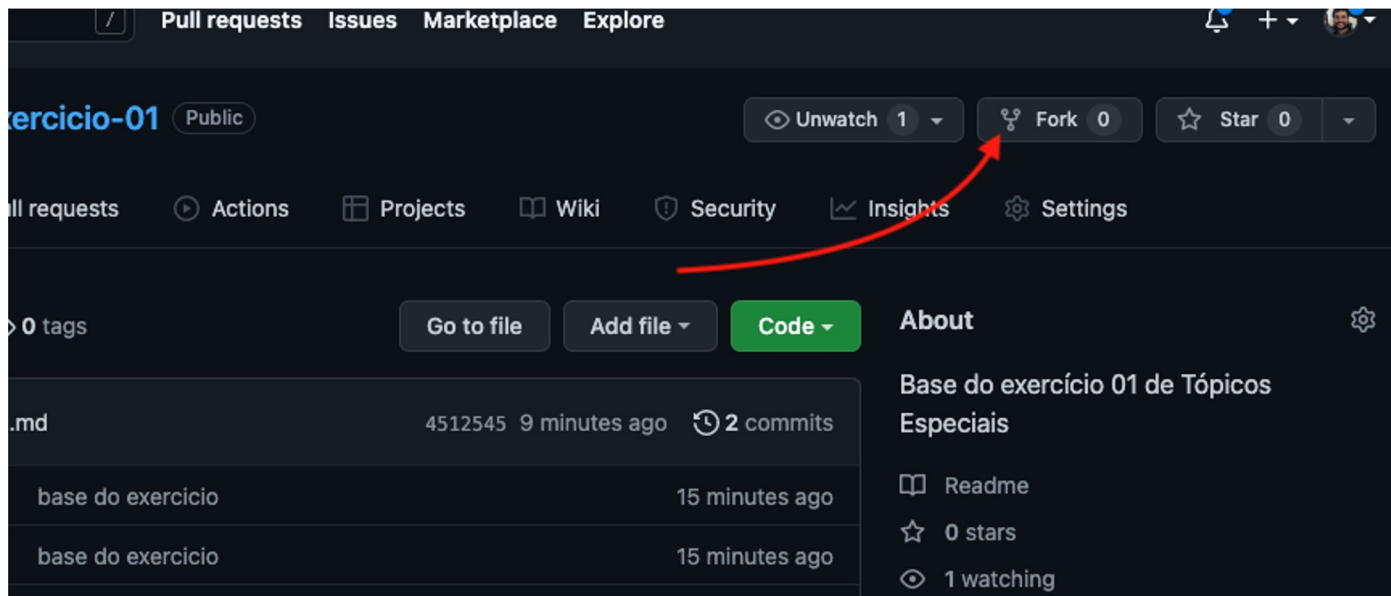 / Pull requests Issues Marketplace Explore
xercicio-01 Public Unwatch 1 Fork 0 Star 0
ll requests Actions Projects Wiki Security Insights Settings
0 tags Go to file Add file Code About
Base do exercício 01 de Tópicos
Especiais
.md 4512545 9 minutes ago 2 commits
Readme
base do exercicio 15 minutes ago
0 stars
base do exercicio 15 minutes ago
1 watching